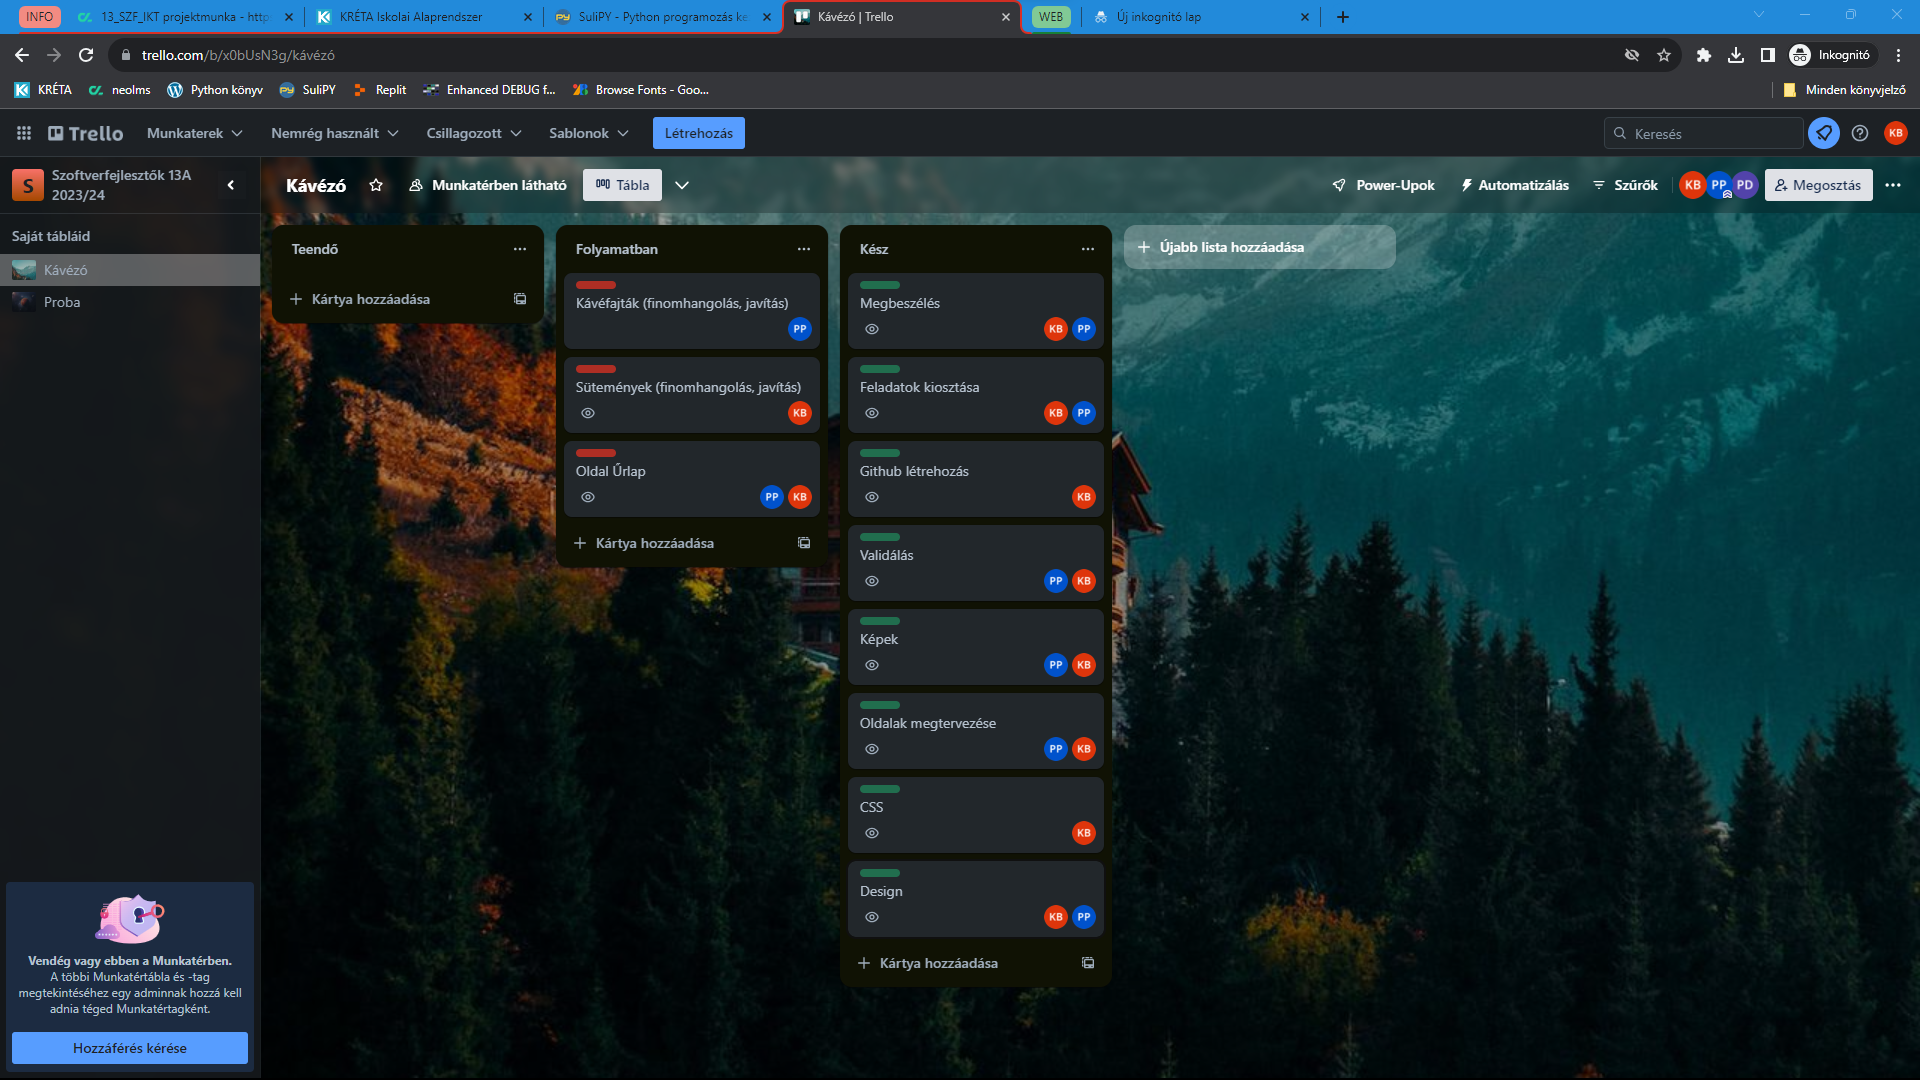 INFO
13_SZF_IKT projektmunka - http
KRÉTA Iskolai Alaprendszer
SuliPY - Python programozás ke
Kávézó | Trello
WEB
Új inkognitó lap
trello.com/b/x0bUsN3g/kávézó
Inkognitó
KRÉTA
neolms
Python könyv
SuliPY
Replit
Enhanced DEBUG f...
Browse Fonts - Goo...
Minden könyvjelző
Trello
Munkaterek
Nemrég használt
Csillagozott
Sablonok
Létrehozás
Keresés
KB
S
Szoftverfejlesztők 13A
2023/24
Kávézó
Munkatérben látható
Tábla
Power-Upok
Automatizálás
Szűrők
KB
PP
PD
Megosztás
Saját tábláid
Kávézó
Proba
Teendő
Kártya hozzáadása
Folyamatban
Kávéfajták (finomhangolás, javítás)
PP
Sütemények (finomhangolás, javítás)
KB
Oldal Űrlap
PP KB
Kártya hozzáadása
Kész
Megbeszélés
KB PP
Feladatok kiosztása
KB PP
Github létrehozás
KB
Validálás
PP KB
Képek
PP KB
Oldalak megtervezése
PP KB
CSS
KB
Design
KB PP
Kártya hozzáadása
Újabb lista hozzáadása
Vendég vagy ebben a Munkatérben.
A többi Munkatértábla és -tag
megtekintéséhez egy adminnak hozzá kell
adnia téged Munkatértagként.
Hozzáférés kérése